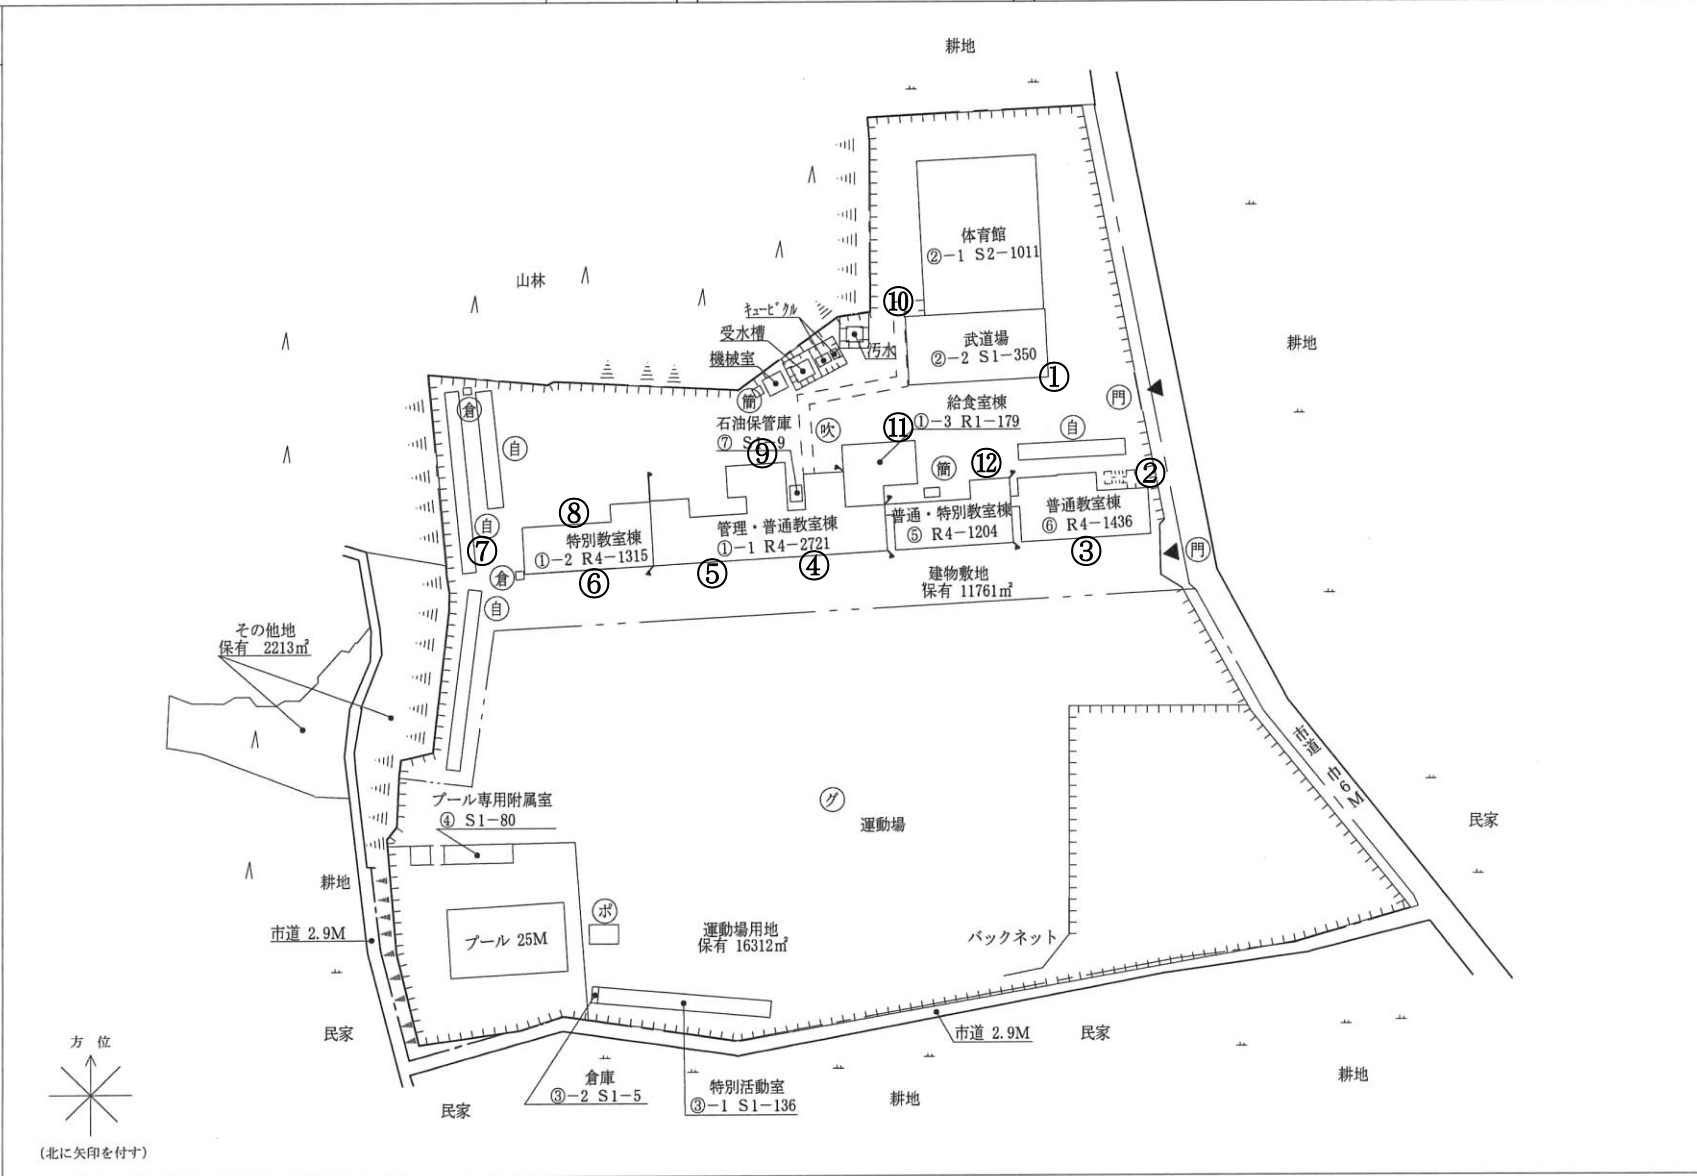 耕地
体育館
②-1 S2-1011
山林
⑩
キュービクル
受水槽
機械室
汚水
武道場
②-2 S1-350
耕地
①
簡
倉
門
給食室棟
①-3 R1-179
石油保管庫
⑦ S1-9
吹
⑪
自
自
⑨
簡
⑫
②
⑧
自
⑦
特別教室棟
①-2 R4-1315
管理・普通教室棟
①-1 R4-2721
普通・特別教室棟
⑤ R4-1204
普通教室棟
⑥ R4-1436
③
門
倉
⑥
⑤
④
建物敷地
保有 11761㎡
自
その他地
保有 2213㎡
市道 巾6M
プール専用附属室
④ S1-80
グ
運動場
民家
耕地
市道 2.9M
プール 25M
ポ
運動場用地
保有 16312㎡
バックネット
民家
市道 2.9M
民家
方位
倉庫
③-2 S1-5
特別活動室
③-1 S1-136
耕地
耕地
民家
(北に矢印を付す)